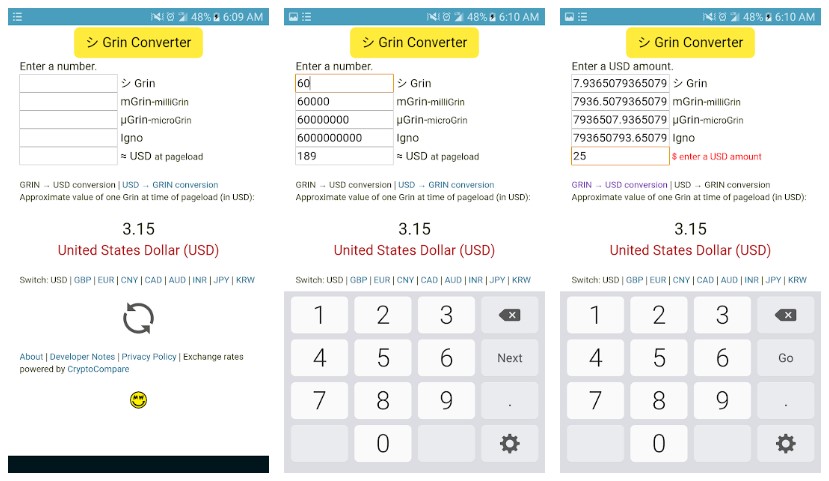 48% 6:09 AM
シ Grin Converter
Enter a number.
シ Grin
mGrin-milliGrin
μGrin-microGrin
Igno
≈ USD at pageload
GRIN → USD conversion | USD → GRIN conversion
Approximate value of one Grin at time of pageload (in USD):
3.15
United States Dollar (USD)
Switch: USD | GBP | EUR | CNY | CAD | AUD | INR | JPY | KRW
About | Developer Notes | Privacy Policy | Exchange rates
powered by CryptoCompare
48% 6:10 AM
シ Grin Converter
Enter a number.
60 シ Grin
60000 mGrin-milliGrin
60000000 μGrin-microGrin
6000000000 Igno
189 ≈ USD at pageload
GRIN → USD conversion | USD → GRIN conversion
Approximate value of one Grin at time of pageload (in USD):
3.15
United States Dollar (USD)
Switch: USD | GBP | EUR | CNY | CAD | AUD | INR | JPY | KRW
1 2 3
4 5 6 Next
7 8 9 .
0
48% 6:10 AM
シ Grin Converter
Enter a USD amount.
7.9365079365079 シ Grin
7936.5079365079 mGrin-milliGrin
7936507.9365079 μGrin-microGrin
793650793.65079 Igno
25 $ enter a USD amount
GRIN → USD conversion | USD → GRIN conversion
Approximate value of one Grin at time of pageload (in USD):
3.15
United States Dollar (USD)
Switch: USD | GBP | EUR | CNY | CAD | AUD | INR | JPY | KRW
1 2 3
4 5 6 Go
7 8 9 .
0